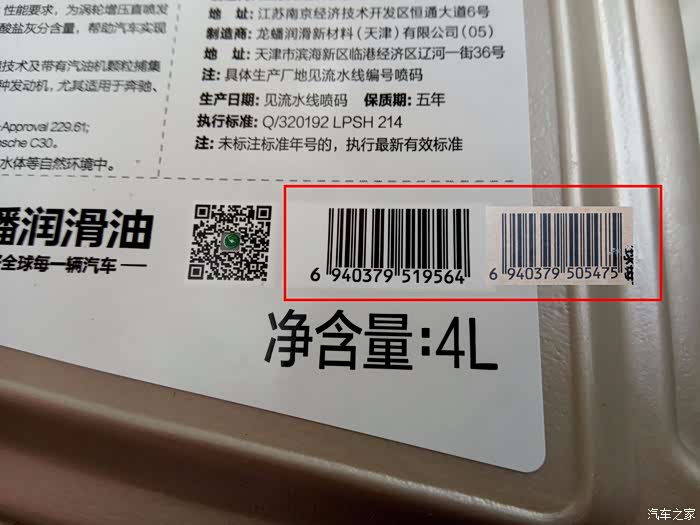 性能要求，为涡轮增压直喷发
酸盐灰分含量，帮助汽车实现
技术及带有汽油机颗粒捕集
种发动机，尤其适用于奔驰、
-Approval 229.61;
sche C30。
水体等自然环境中。
地 址：江苏南京经济技术开发区恒通大道6号
制造商：龙蟠润滑新材料（天津）有限公司（05）
地 址：天津市滨海新区临港经济区辽河一街36号
注：具体生产厂地见流水线编号喷码
生产日期：见流水线喷码 保质期：五年
执行标准：Q/320192 LPSH 214
注：未标注标准年号的，执行最新有效标准
蟠润滑油
全球每一辆汽车
6 940379 519564
6 940379 505475
净含量:4L
汽车之家